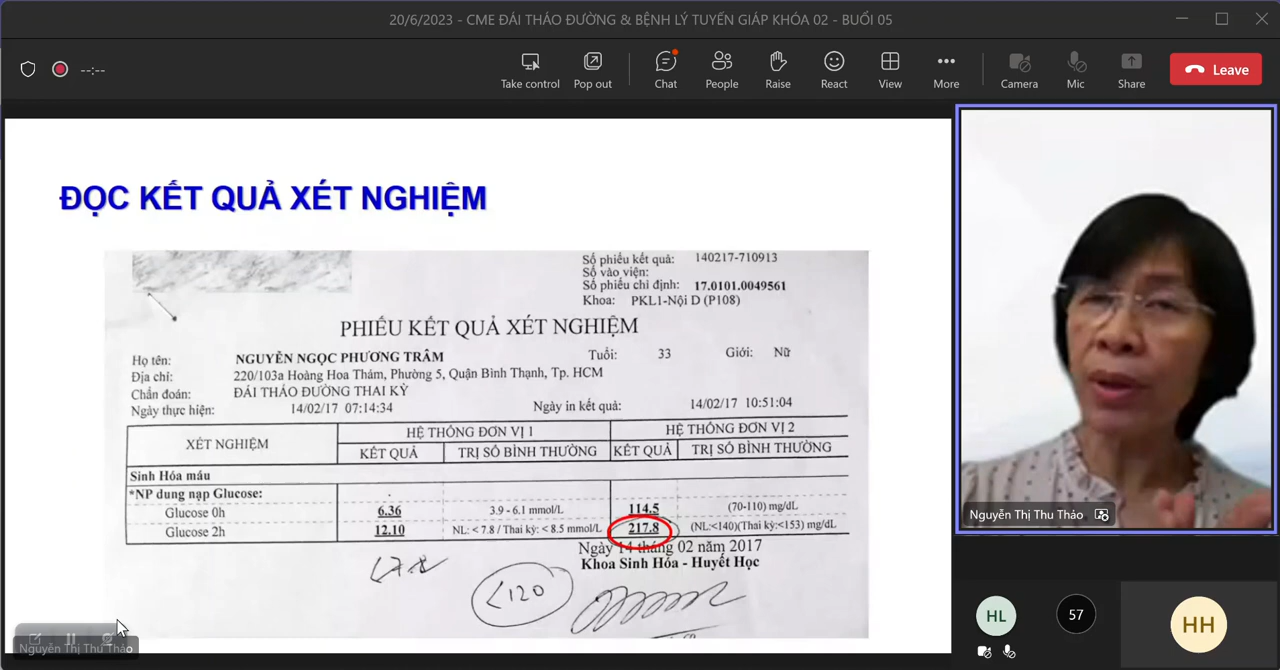 20/6/2023 - CME ĐÁI THÁO ĐƯỜNG & BỆNH LÝ TUYẾN GIÁP KHÓA 02 - BUỔI 05
--:--
Take control Pop out Chat People Raise React View More Camera Mic Share Leave
ĐỌC KẾT QUẢ XÉT NGHIỆM
Số phiếu kết quả: 140217-710913
Số vào viện:
Số phiếu chỉ định: 17.0101.0049561
Khoa: PKL1-Nội D (P108)
PHIẾU KẾT QUẢ XÉT NGHIỆM
Họ tên: NGUYỄN NGỌC PHƯƠNG TRÂM Tuổi: 33 Giới: Nữ
Địa chỉ: 220/103a Hoàng Hoa Thám, Phường 5, Quận Bình Thạnh, Tp. HCM
Chẩn đoán: ĐÁI THÁO ĐƯỜNG THAI KỲ
Ngày thực hiện: 14/02/17 07:14:34 Ngày in kết quả: 14/02/17 10:51:04
XÉT NGHIỆM HỆ THỐNG ĐƠN VỊ 1 HỆ THỐNG ĐƠN VỊ 2
KẾT QUẢ TRỊ SỐ BÌNH THƯỜNG KẾT QUẢ TRỊ SỐ BÌNH THƯỜNG
Sinh Hóa máu
*NP dung nạp Glucose:
Glucose 0h 6.36 3.9 - 6.1 mmol/L 114.5 (70-110) mg/dL
Glucose 2h 12.10 NL: < 7.8 / Thai kỳ: < 8.5 mmol/L 217.8 (NL:<140)(Thai kỳ:<153) mg/dL
Ngày 14 tháng 02 năm 2017
Khoa Sinh Hóa - Huyết Học
<120
Nguyễn Thị Thu Thảo
Nguyễn Thị Thu Thảo
HL
57
HH